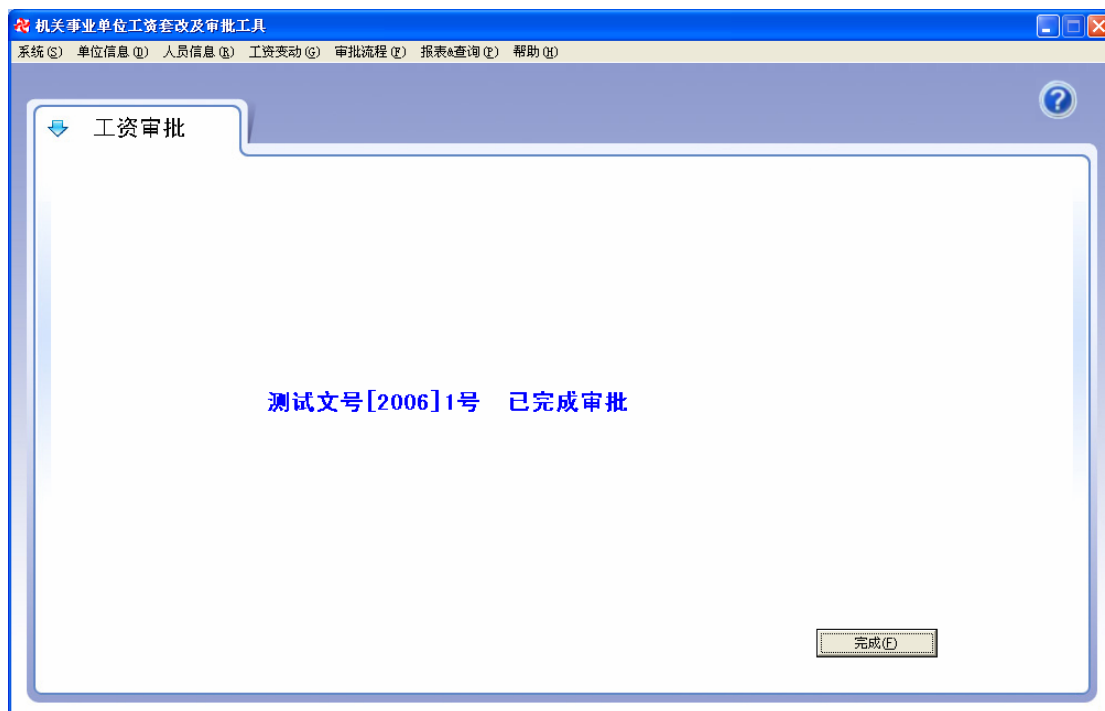 机关事业单位工资套改及审批工具
系统(S) 单位信息(D) 人员信息(R) 工资变动(G) 审批流程(F) 报表&查询(P) 帮助(H)
?
工资审批
测试文号[2006]1号 已完成审批
完成(F)